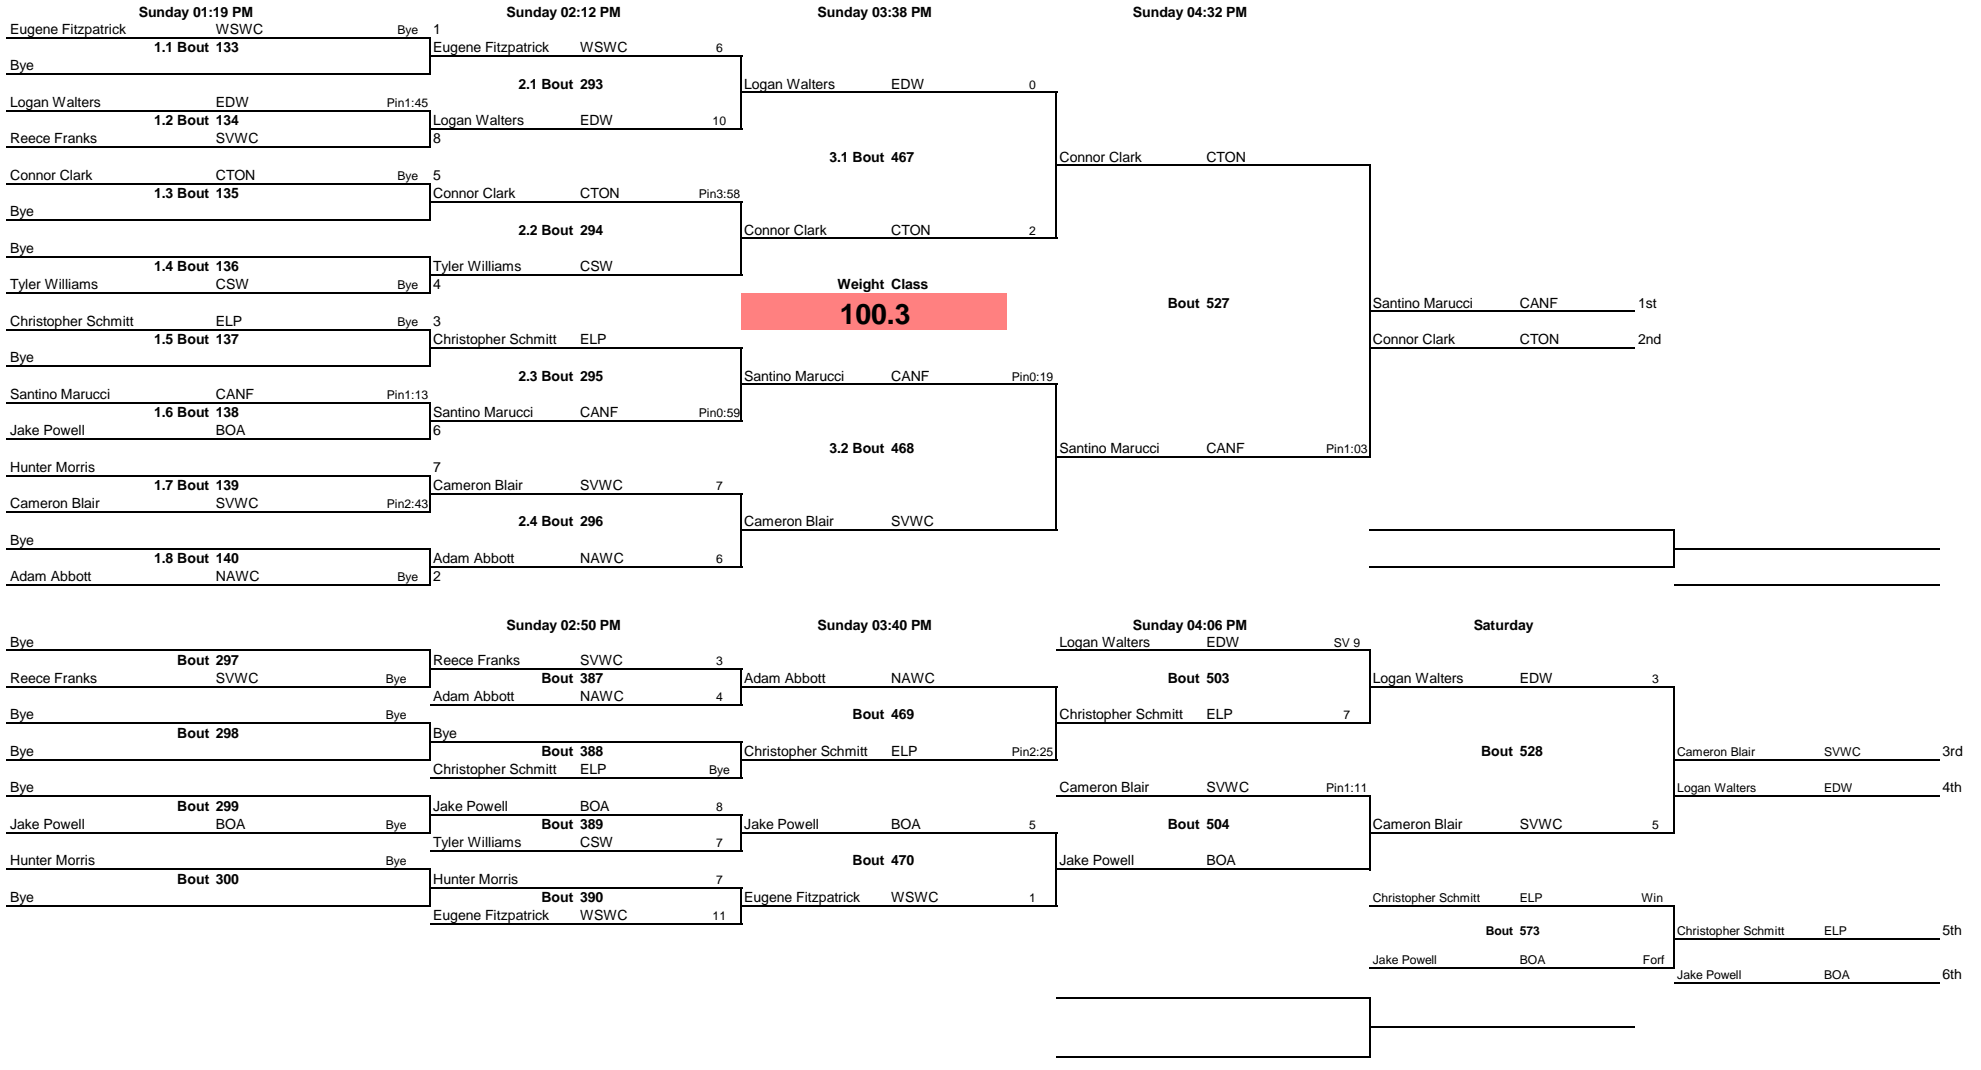 Sunday 01:19 PM Sunday 02:12 PM Sunday 03:38 PM Sunday 04:32 PM
Eugene Fitzpatrick WSWC Bye 1
1.1 Bout 133 Eugene Fitzpatrick WSWC 6
Bye
2.1 Bout 293 Logan Walters EDW 0
Logan Walters EDW Pin1:45
1.2 Bout 134 Logan Walters EDW 10
Reece Franks SVWC 8
3.1 Bout 467 Connor Clark CTON
Connor Clark CTON Bye 5
1.3 Bout 135 Connor Clark CTON Pin3:58
Bye
2.2 Bout 294 Connor Clark CTON 2
Bye
1.4 Bout 136 Tyler Williams CSW
Tyler Williams CSW Bye 4 Weight Class
Bout 527 Santino Marucci CANF 1st
100.3
Christopher Schmitt ELP Bye 3
1.5 Bout 137 Christopher Schmitt ELP Connor Clark CTON 2nd
Bye
2.3 Bout 295 Santino Marucci CANF Pin0:19
Santino Marucci CANF Pin1:13
1.6 Bout 138 Santino Marucci CANF Pin0:59
Jake Powell BOA 6
3.2 Bout 468 Santino Marucci CANF Pin1:03
Hunter Morris 7
1.7 Bout 139 Cameron Blair SVWC 7
Cameron Blair SVWC Pin2:43
2.4 Bout 296 Cameron Blair SVWC
Bye
1.8 Bout 140 Adam Abbott NAWC 6
Adam Abbott NAWC Bye 2
Sunday 02:50 PM Sunday 03:40 PM Sunday 04:06 PM Saturday
Bye Logan Walters EDW SV 9
Bout 297 Reece Franks SVWC 3
Reece Franks SVWC Bye Bout 387 Adam Abbott NAWC Bout 503 Logan Walters EDW 3
Adam Abbott NAWC 4
Bye Bye Bout 469 Christopher Schmitt ELP 7
Bout 298 Bye
Bye Bout 388 Christopher Schmitt ELP Pin2:25 Bout 528 Cameron Blair SVWC 3rd
Christopher Schmitt ELP Bye
Bye Cameron Blair SVWC Pin1:11 Logan Walters EDW 4th
Bout 299 Jake Powell BOA 8
Jake Powell BOA Bye Bout 389 Jake Powell BOA 5 Bout 504 Cameron Blair SVWC 5
Tyler Williams CSW 7
Hunter Morris Bye Bout 470 Jake Powell BOA
Bout 300 Hunter Morris 7
Bye Bout 390 Eugene Fitzpatrick WSWC 1 Christopher Schmitt ELP Win
Eugene Fitzpatrick WSWC 11
Bout 573 Christopher Schmitt ELP 5th
Jake Powell BOA Forf
Jake Powell BOA 6th